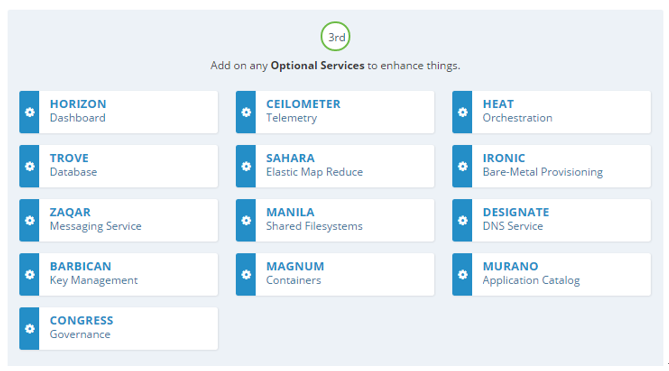 3rd
Add on any Optional Services to enhance things.
HORIZON
Dashboard
CEILOMETER
Telemetry
HEAT
Orchestration
TROVE
Database
SAHARA
Elastic Map Reduce
IRONIC
Bare-Metal Provisioning
ZAQAR
Messaging Service
MANILA
Shared Filesystems
DESIGNATE
DNS Service
BARBICAN
Key Management
MAGNUM
Containers
MURANO
Application Catalog
CONGRESS
Governance